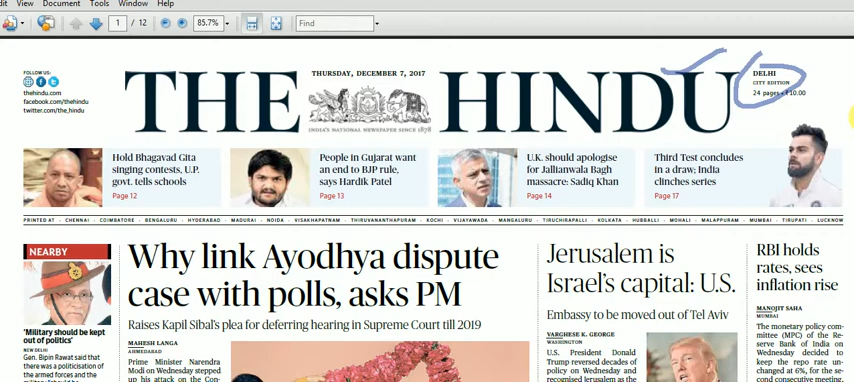 dit View Document Tools Window Help
1 / 12 85.7% Find
FOLLOW US:
thehindu.com
facebook.com/thehindu
twitter.com/the_hindu
THE HINDU
THURSDAY, DECEMBER 7, 2017
INDIA'S NATIONAL NEWSPAPER SINCE 1878
DELHI
CITY EDITION
24 pages • ₹10.00
Hold Bhagavad Gita
singing contests, U.P.
govt. tells schools
Page 12
People in Gujarat want
an end to BJP rule,
says Hardik Patel
Page 13
U.K. should apologise
for Jallianwala Bagh
massacre: Sadiq Khan
Page 14
Third Test concludes
in a draw; India
clinches series
Page 17
PRINTED AT • CHENNAI • COIMBATORE • BENGALURU • HYDERABAD • MADURAI • NOIDA • VISAKHAPATNAM • THIRUVANANTHAPURAM • KOCHI • VIJAYAWADA • MANGALURU • TIRUCHIRAPALLI • KOLKATA • HUBBALLI • MOHALI • MALAPPURAM • MUMBAI • TIRUPATI • LUCKNOW
NEARBY
'Military should be kept
out of politics'
NEW DELHI
Gen. Bipin Rawat said that
there was a politicisation of
the armed forces and the
Why link Ayodhya dispute
case with polls, asks PM
Raises Kapil Sibal's plea for deferring hearing in Supreme Court till 2019
MAHESH LANGA
AHMEDABAD
Prime Minister Narendra
Modi on Wednesday stepped
up his attack on the Con-
Jerusalem is
Israel's capital: U.S.
Embassy to be moved out of Tel Aviv
VARGHESE K. GEORGE
WASHINGTON
U.S. President Donald
Trump reversed decades of
policy on Wednesday and
recognised Jerusalem as the
RBI holds
rates, sees
inflation rise
MANOJIT SAHA
MUMBAI
The monetary policy com-
mittee (MPC) of the Re-
serve Bank of India on
Wednesday decided to
keep the repo rate un-
changed at 6%, for the se-
cond consecutive meeting,